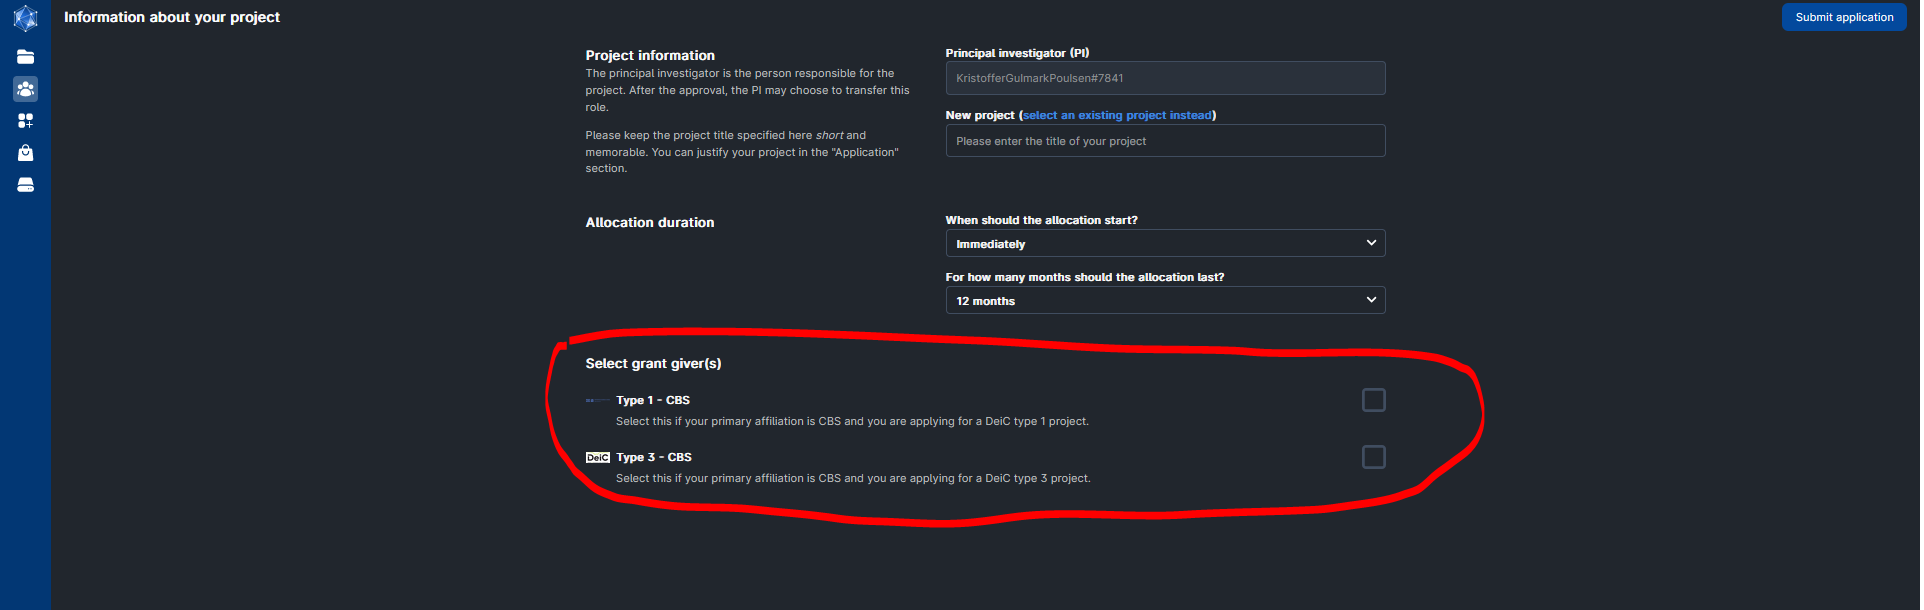 Information about your project
Submit application
Project information
The principal investigator is the person responsible for the
project. After the approval, the PI may choose to transfer this
role.
Please keep the project title specified here short and
memorable. You can justify your project in the "Application"
section.
Principal investigator (PI)
KristofferGulmarkPoulsen#7841
New project (select an existing project instead)
Please enter the title of your project
Allocation duration
When should the allocation start?
Immediately
For how many months should the allocation last?
12 months
Select grant giver(s)
Type 1 - CBS
Select this if your primary affiliation is CBS and you are applying for a DeiC type 1 project.
DeiC Type 3 - CBS
Select this if your primary affiliation is CBS and you are applying for a DeiC type 3 project.